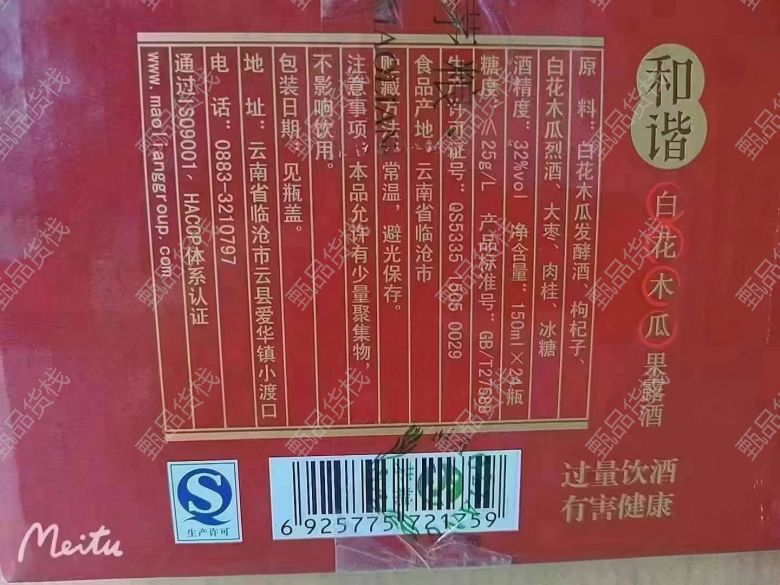 和谐
白花木瓜果露酒
原 料：白花木瓜发酵酒、枸杞子、
白花木瓜烈酒、大枣、肉桂、冰糖
酒精度：32%vol 净含量：150ml×24瓶
糖度：≥25g/L 产品标准号：GB/T27588
生产许可证号：QS5335 1505 0029
食品产地：云南省临沧市
贮藏方法：常温，避光保存。
注意事项：本品允许有少量聚集物，
不影响饮用。
包装日期：见瓶盖。
地 址：云南省临沧市云县爱华镇小渡口
电 话：0883-3210797
通过ISO9001、HACCP体系认证
www.maolianggroup.com
生产许可
6 925775 721759
过量饮酒
有害健康
Meitu
甄品货栈